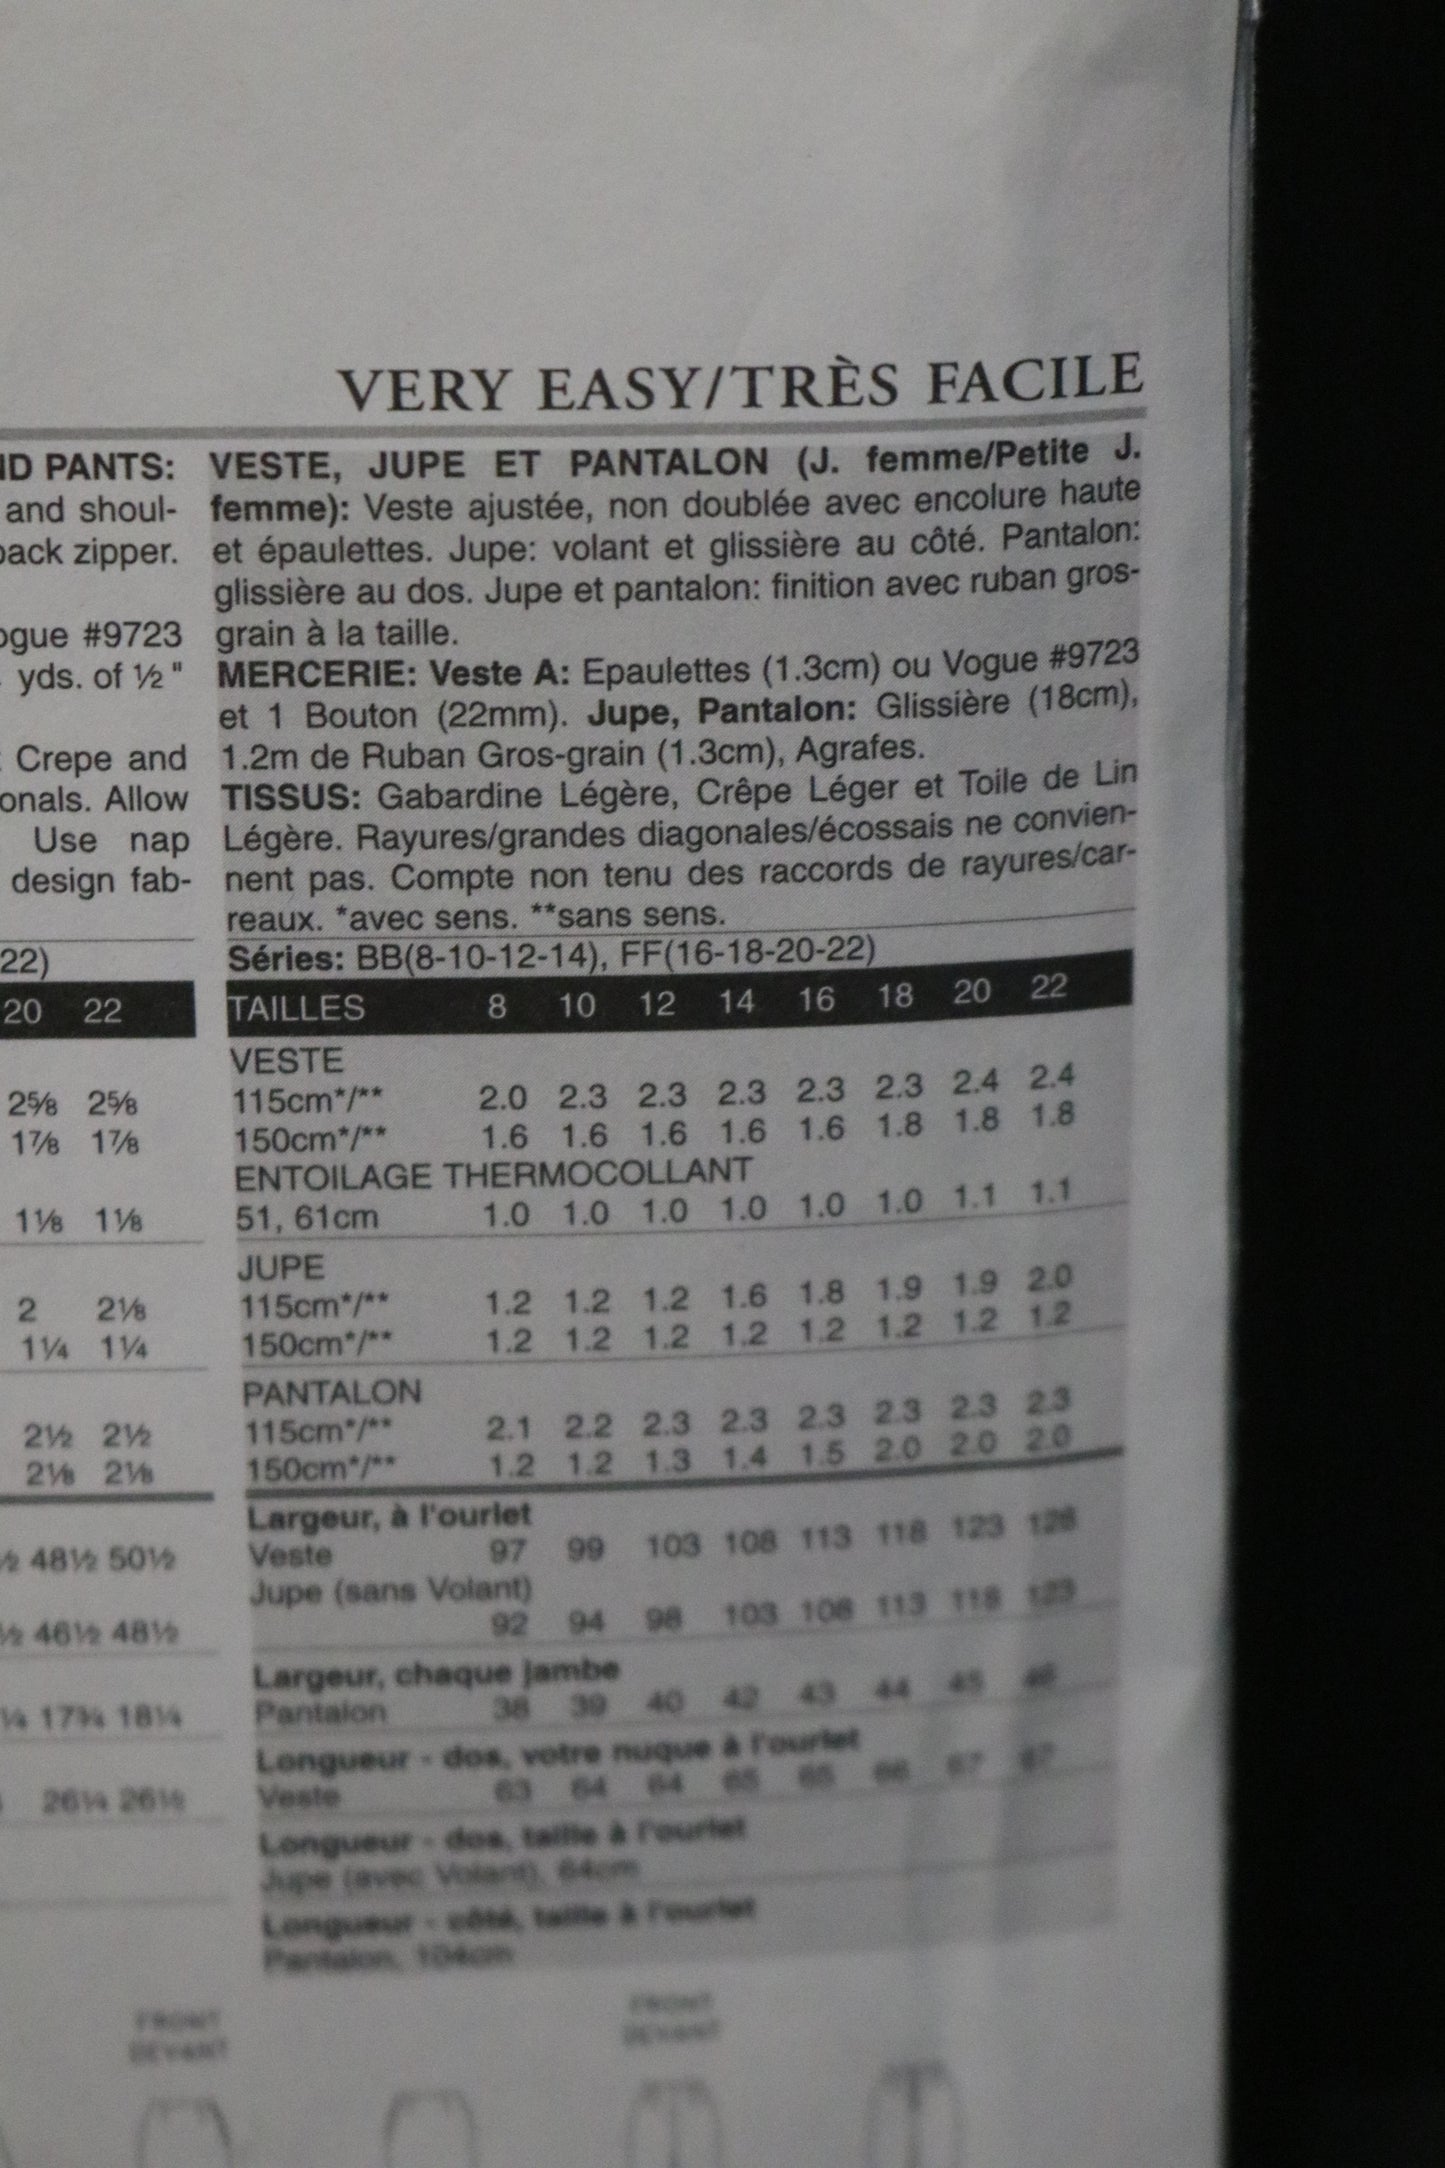 VERY EASY/TRÈS FACILE
ND PANTS:
and shoul-
back zipper.
ogue #9723
yds. of ½"
Crepe and
onals. Allow
Use nap
design fab-
22)
20 22
2⅝ 2⅝
1⅞ 1⅞
1⅛ 1⅛
2 2⅛
1¼ 1¼
2½ 2½
2⅛ 2⅛
½ 48½ 50½
½ 46½ 48½
¼ 17¾ 18¼
26¼ 26½
VESTE, JUPE ET PANTALON (J. femme/Petite J.
femme): Veste ajustée, non doublée avec encolure haute
et épaulettes. Jupe: volant et glissière au côté. Pantalon:
glissière au dos. Jupe et pantalon: finition avec ruban gros-
grain à la taille.
MERCERIE: Veste A: Epaulettes (1.3cm) ou Vogue #9723
et 1 Bouton (22mm). Jupe, Pantalon: Glissière (18cm),
1.2m de Ruban Gros-grain (1.3cm), Agrafes.
TISSUS: Gabardine Légère, Crêpe Léger et Toile de Lin
Légère. Rayures/grandes diagonales/écossais ne convien-
nent pas. Compte non tenu des raccords de rayures/car-
reaux. *avec sens. **sans sens.
Séries: BB(8-10-12-14), FF(16-18-20-22)
TAILLES 8 10 12 14 16 18 20 22
VESTE
115cm*/** 2.0 2.3 2.3 2.3 2.3 2.3 2.4 2.4
150cm*/** 1.6 1.6 1.6 1.6 1.6 1.8 1.8 1.8
ENTOILAGE THERMOCOLLANT
51, 61cm 1.0 1.0 1.0 1.0 1.0 1.0 1.1 1.1
JUPE
115cm*/** 1.2 1.2 1.2 1.6 1.8 1.9 1.9 2.0
150cm*/** 1.2 1.2 1.2 1.2 1.2 1.2 1.2 1.2
PANTALON
115cm*/** 2.1 2.2 2.3 2.3 2.3 2.3 2.3 2.3
150cm*/** 1.2 1.2 1.3 1.4 1.5 2.0 2.0 2.0
Largeur, à l'ourlet
Veste 97 99 103 108 113 118 123 128
Jupe (sans Volant)
92 94 98 103 108 113 118 123
Largeur, chaque jambe
Pantalon 38 39 40 42 43 44 45 46
Longueur - dos, votre nuque à l'ourlet
Veste 63 64 64 65 65 66 67 67
Longueur - dos, taille à l'ourlet
Jupe (avec Volant), 64cm
Longueur - côté, taille à l'ourlet
Pantalon, 104cm
FRONT
DEVANT
FRONT
DEVANT